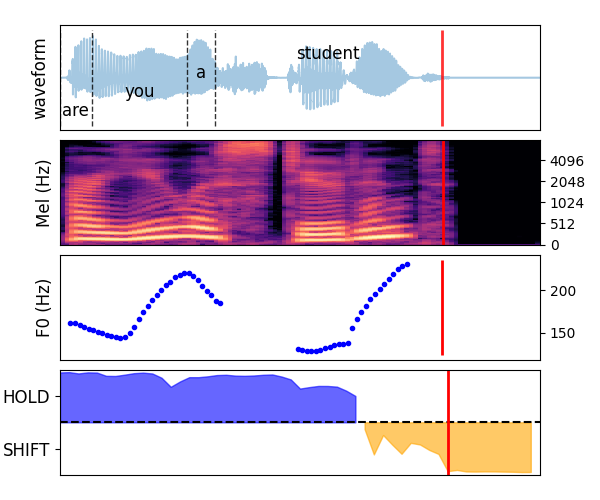 waveform
are
you
a
student
Mel (Hz)
4096
2048
1024
512
0
F0 (Hz)
200
150
HOLD
SHIFT